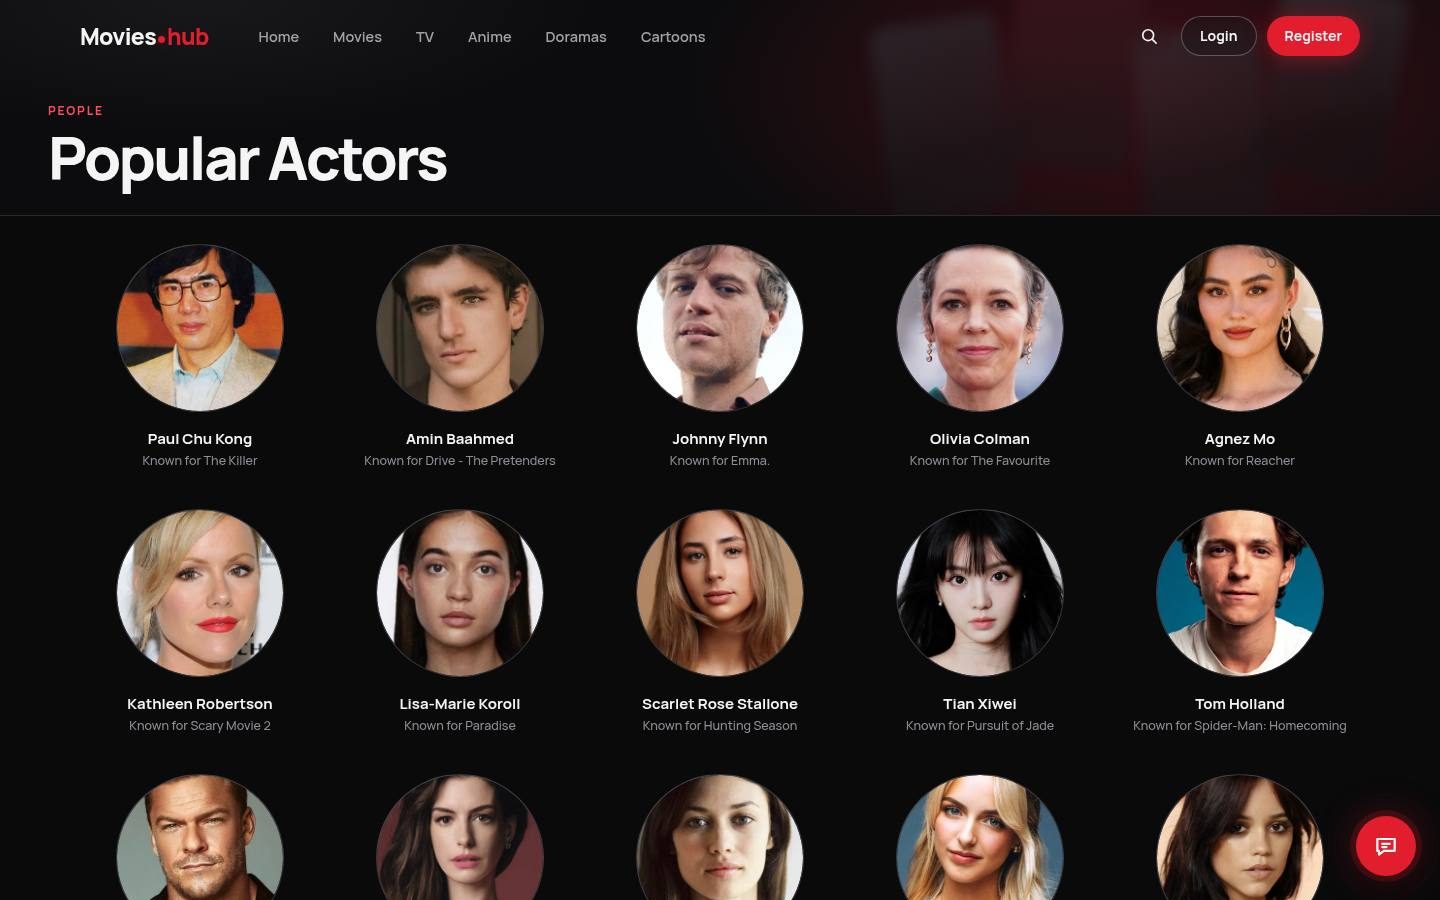 Movies•hub
Home Movies TV Anime Doramas Cartoons Login Register
PEOPLE
Popular Actors
Paul Chu Kong
Known for The Killer
Amin Baahmed
Known for Drive - The Pretenders
Johnny Flynn
Known for Emma.
Olivia Colman
Known for The Favourite
Agnez Mo
Known for Reacher
Kathleen Robertson
Known for Scary Movie 2
Lisa-Marie Koroll
Known for Paradise
Scarlet Rose Stallone
Known for Hunting Season
Tian Xiwei
Known for Pursuit of Jade
Tom Holland
Known for Spider-Man: Homecoming